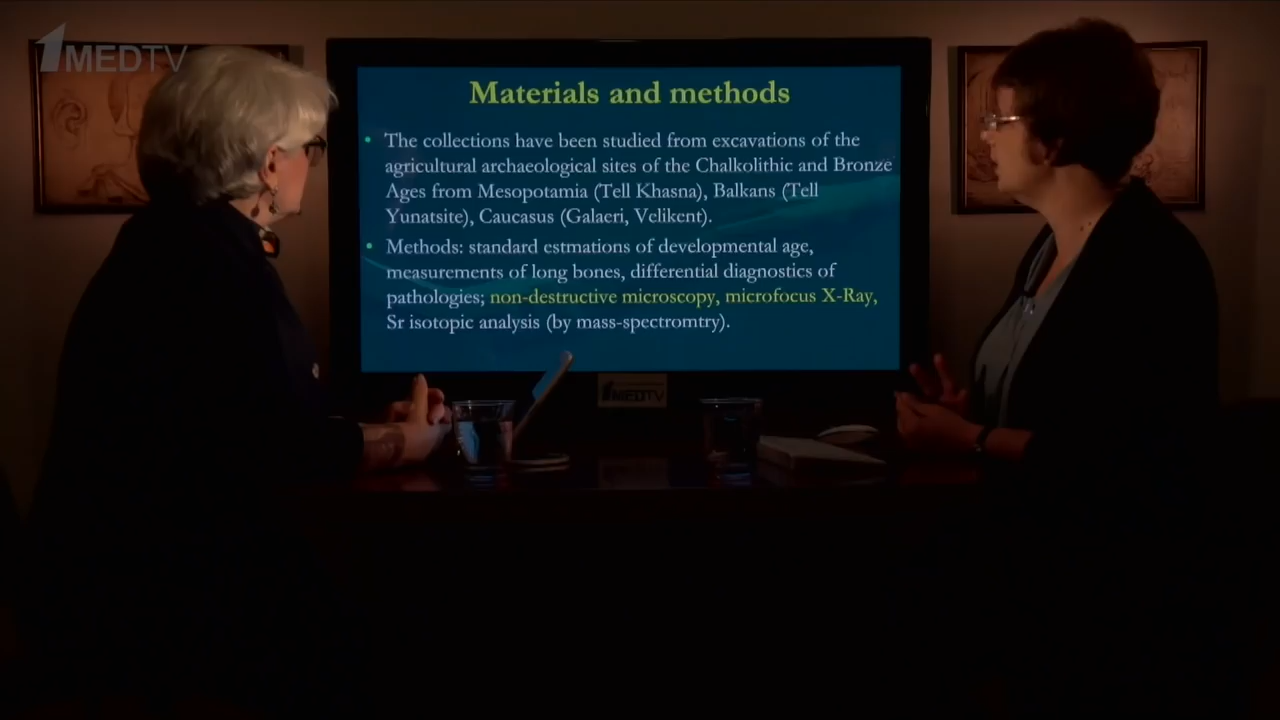 1MEDTV
Materials and methods
• The collections have been studied from excavations of the
agricultural archaeological sites of the Chalkolithic and Bronze
Ages from Mesopotamia (Tell Khasna), Balkans (Tell
Yunatsite), Caucasus (Galaeri, Velikent).
• Methods: standard estmations of developmental age,
measurements of long bones, differential diagnostics of
pathologies; non-destructive microscopy, microfocus X-Ray,
Sr isotopic analysis (by mass-spectromtry).
1MEDTV